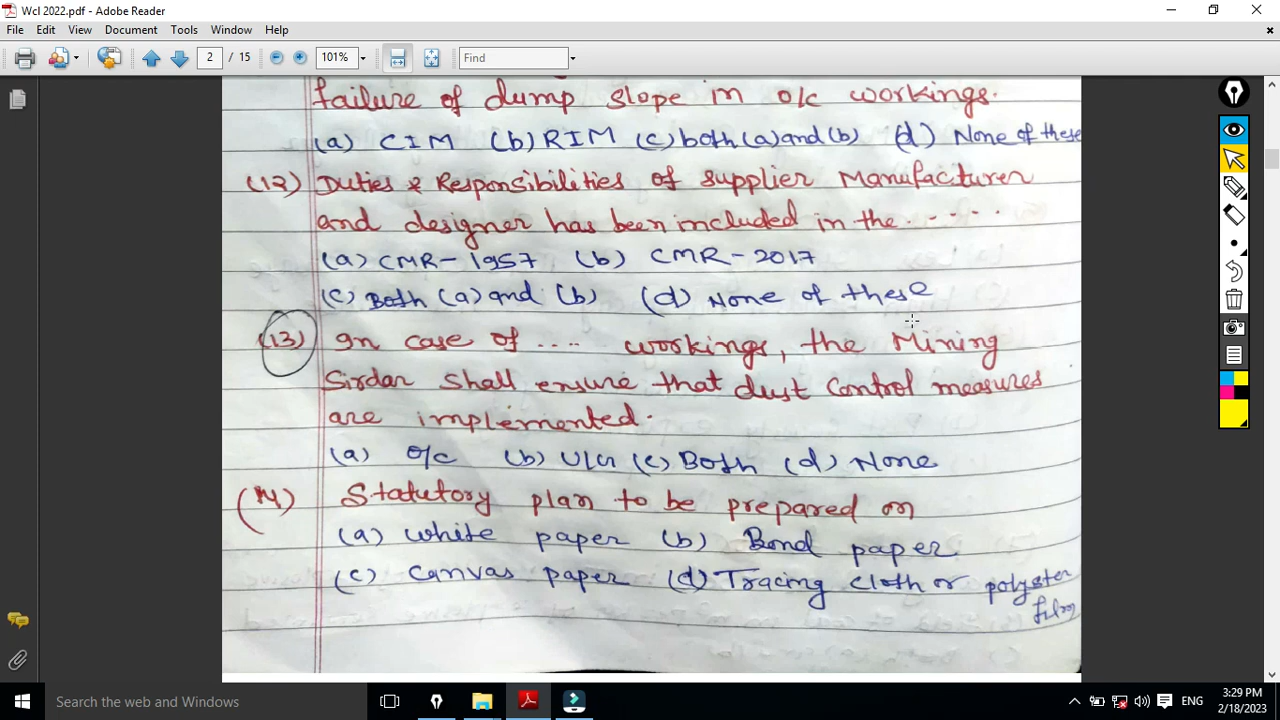 Wcl 2022.pdf - Adobe Reader
File Edit View Document Tools Window Help
2 / 15 101% Find
failure of dump slope in o/c workings.
(a) CIM (b) RIM (c) both (a) and (b) (d) None of these
(12) Duties & Responsibilities of supplier Manufacturer
and designer has been included in the .....
(a) CMR-1957 (b) CMR-2017
(c) Both (a) and (b) (d) None of these
(13) In case of .... workings, the Mining
Sirdar shall ensure that dust control measures
are implemented.
(a) o/c (b) U/G (c) Both (d) None
(14) Statutory plan to be prepared on
(a) white paper (b) Bond paper
(c) Canvas paper (d) Tracing cloth or polyster
film
Search the web and Windows
ENG
3:29 PM
2/18/2023